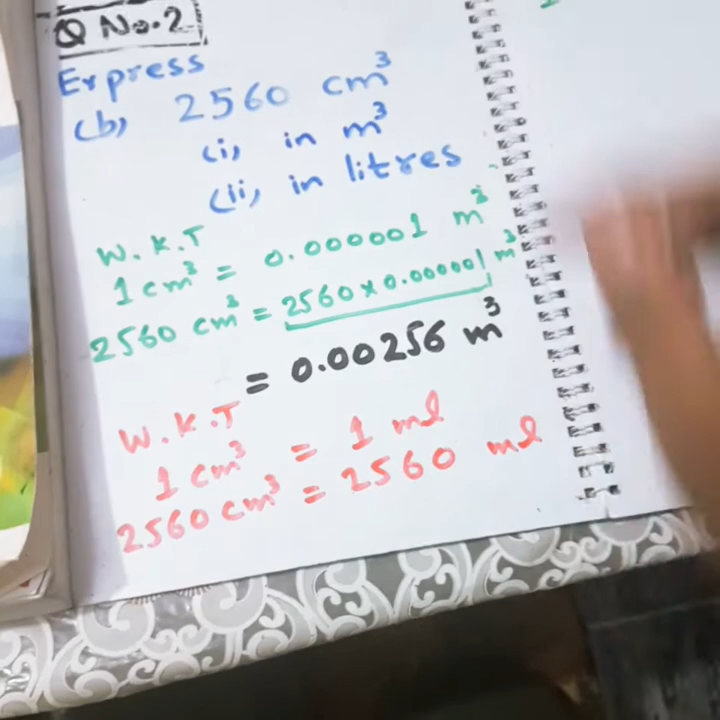 Q No.2
Express
(b) 2560 cm³
(i) in m³
(ii) in litres
W.K.T
1 cm³ = 0.000001 m³
2560 cm³ = 2560 x 0.000001 m³
= 0.00256 m³
W.K.T
1 cm³ = 1 ml
2560 cm³ = 2560 ml